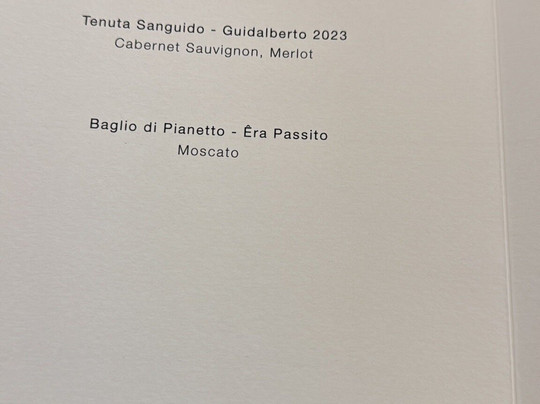 Tenuta Sanguido - Guidalberto 2023
Cabernet Sauvignon, Merlot
Baglio di Pianetto - Êra Passito
Moscato